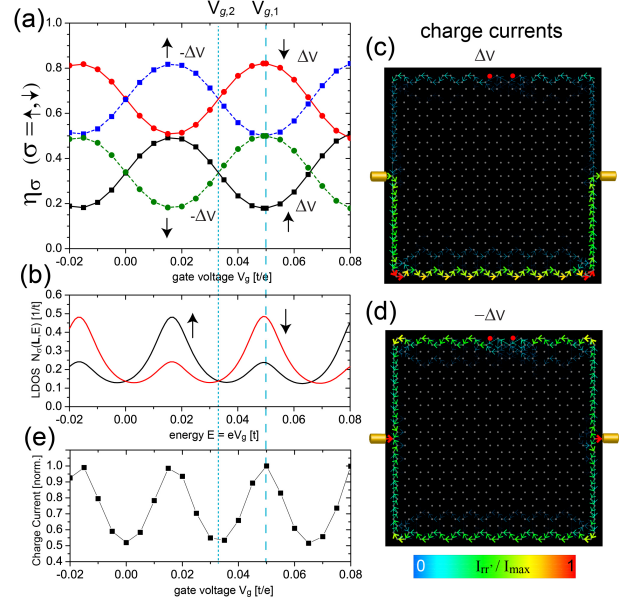 V_g,2 V_g,1
(a)
-ΔV
ΔV
η_σ (σ=↑,↓)
1.0
0.8
0.6
0.4
0.2
0.0
-ΔV
ΔV
-0.02 0.00 0.02 0.04 0.06 0.08
gate voltage V_g [t/e]
(b)
LDOS N_σ(L,E) [1/t]
0.5
0.4
0.3
0.2
0.1
0.0
-0.02 0.00 0.02 0.04 0.06 0.08
energy E = eV_g [t]
(e)
Charge Current [norm.]
1.0
0.9
0.8
0.7
0.6
0.5
0.4
-0.02 0.00 0.02 0.04 0.06 0.08
gate voltage V_g [t/e]
charge currents
(c)
ΔV
(d)
-ΔV
0 I_rr' / I_max 1